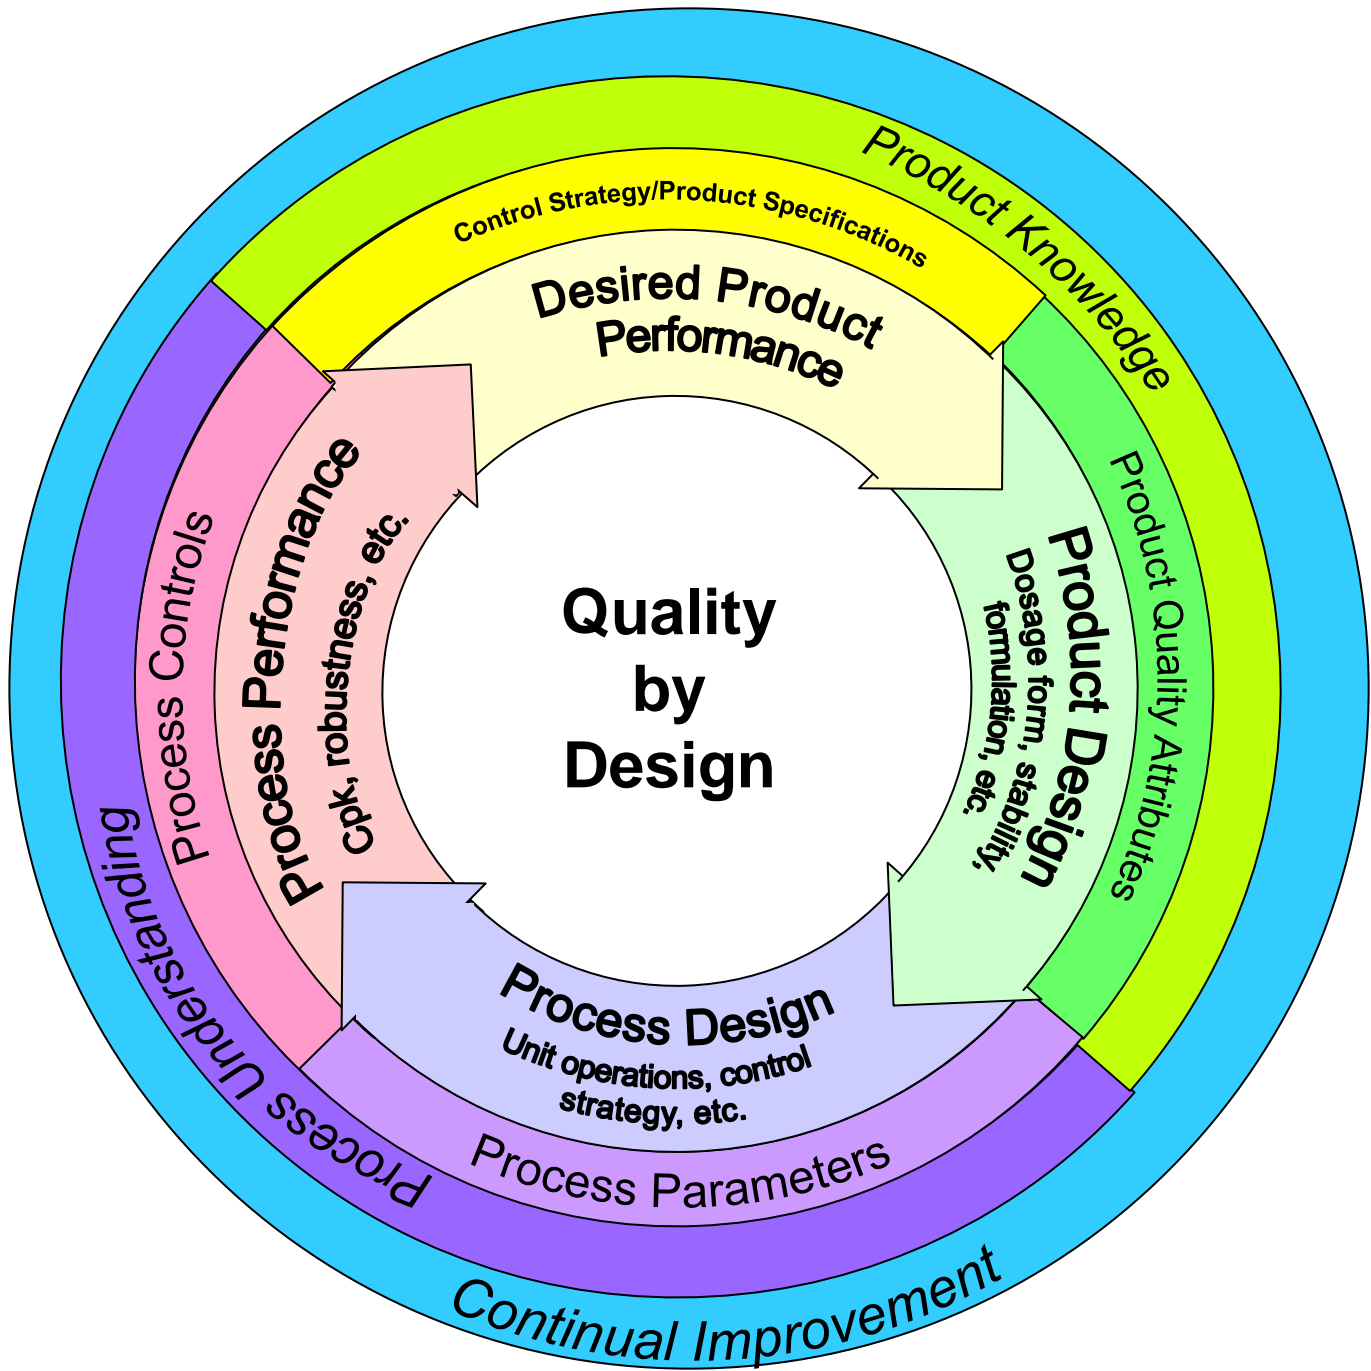 Quality
by
Design
Desired Product
Performance
Product Design
Dosage form, stability,
formulation, etc.
Process Design
Unit operations, control
strategy, etc.
Process Performance
Cpk, robustness, etc.
Control Strategy/Product Specifications
Product Quality Attributes
Process Parameters
Process Controls
Product Knowledge
Process Understanding
Continual Improvement